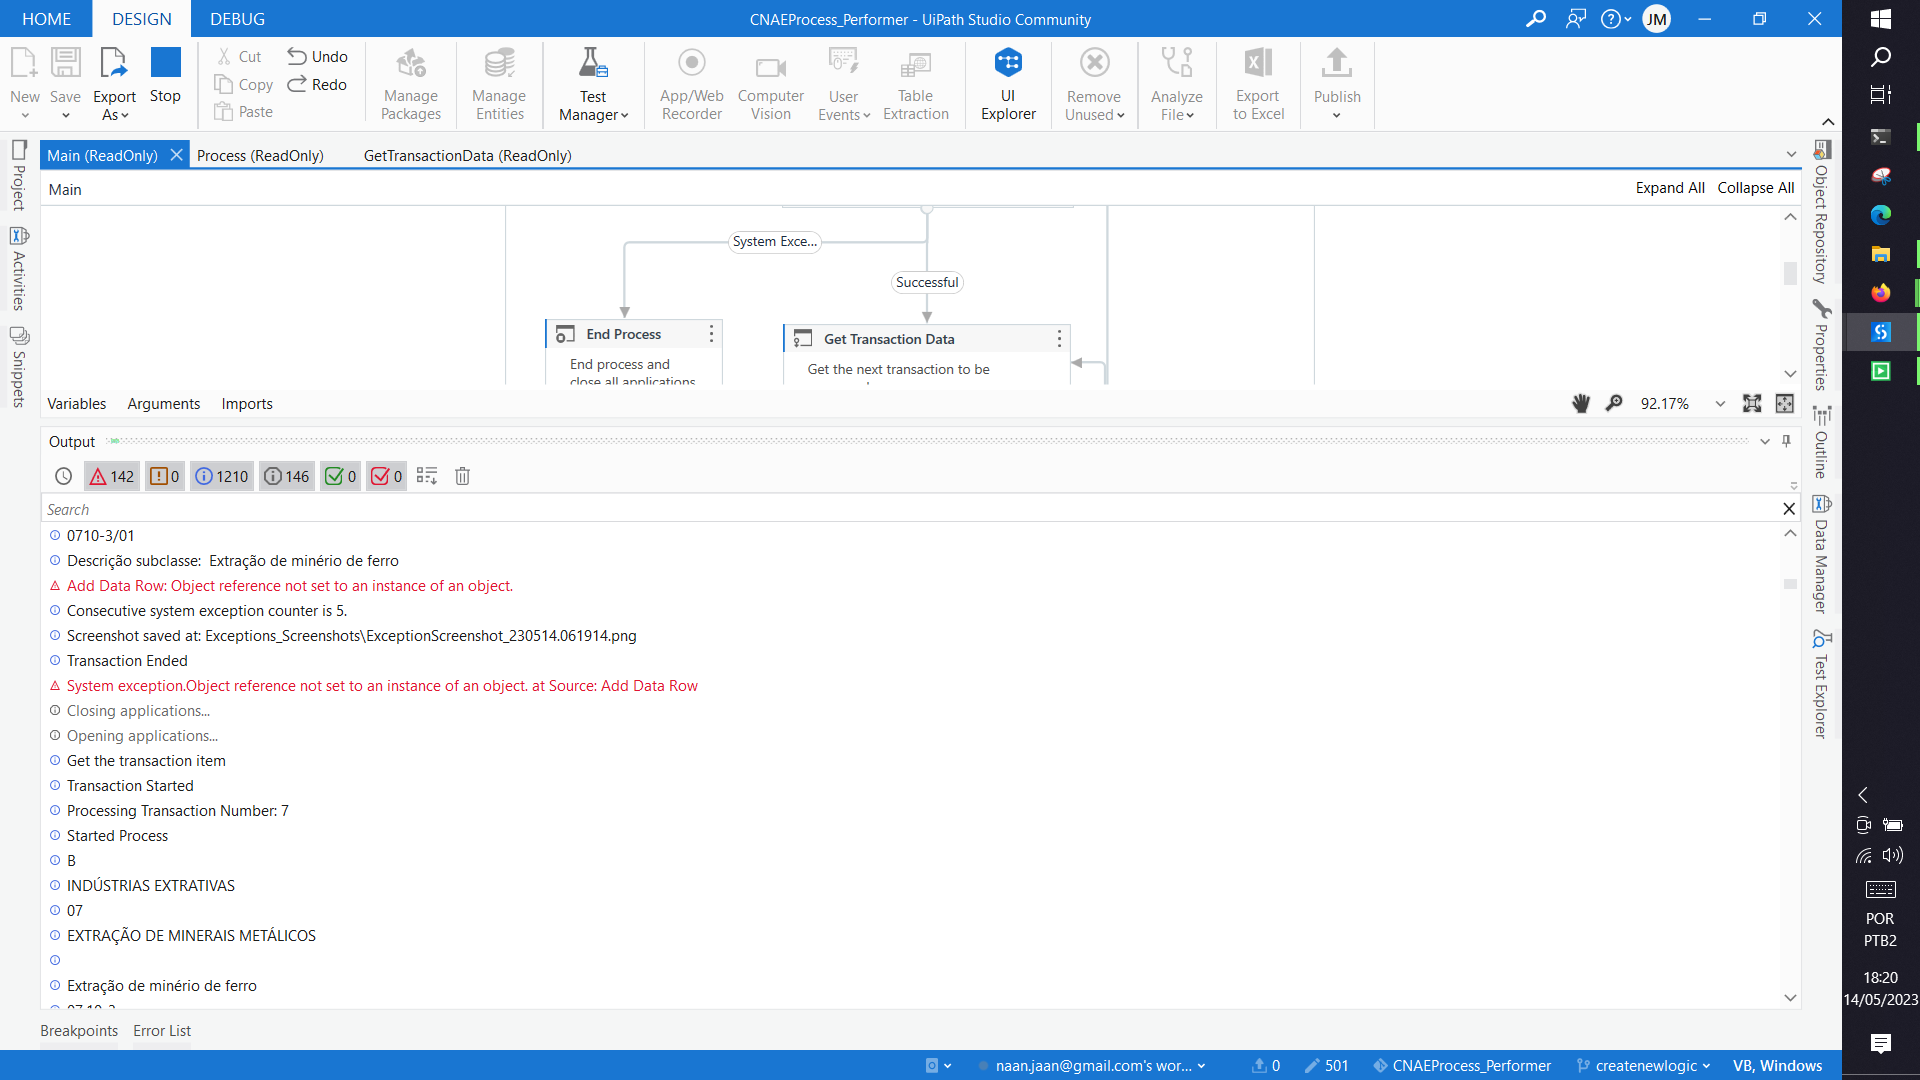 HOME
DESIGN
DEBUG
CNAEProcess_Performer - UiPath Studio Community
JM
New
Save
Export
As
Stop
Cut
Copy
Paste
Undo
Redo
Manage
Packages
Manage
Entities
Test
Manager
App/Web
Recorder
Computer
Vision
User
Events
Table
Extraction
UI
Explorer
Remove
Unused
Analyze
File
Export
to Excel
Publish
Main (ReadOnly)
Process (ReadOnly)
GetTransactionData (ReadOnly)
Main
Expand All
Collapse All
Project
Activities
Snippets
System Exce...
Successful
End Process
End process and
close all applications
Get Transaction Data
Get the next transaction to be
Variables
Arguments
Imports
92.17%
Output
142
0
1210
146
0
0
Search
0710-3/01
Descrição subclasse:  Extração de minério de ferro
Add Data Row: Object reference not set to an instance of an object.
Consecutive system exception counter is 5.
Screenshot saved at: Exceptions_Screenshots\ExceptionScreenshot_230514.061914.png
Transaction Ended
System exception.Object reference not set to an instance of an object. at Source: Add Data Row
Closing applications...
Opening applications...
Get the transaction item
Transaction Started
Processing Transaction Number: 7
Started Process
B
INDÚSTRIAS EXTRATIVAS
07
EXTRAÇÃO DE MINERAIS METÁLICOS
Extração de minério de ferro
Breakpoints
Error List
Object Repository
Properties
Outline
Data Manager
Test Explorer
naan.jaan@gmail.com's wor...
0
501
CNAEProcess_Performer
createnewlogic
VB, Windows
POR
PTB2
18:20
14/05/2023